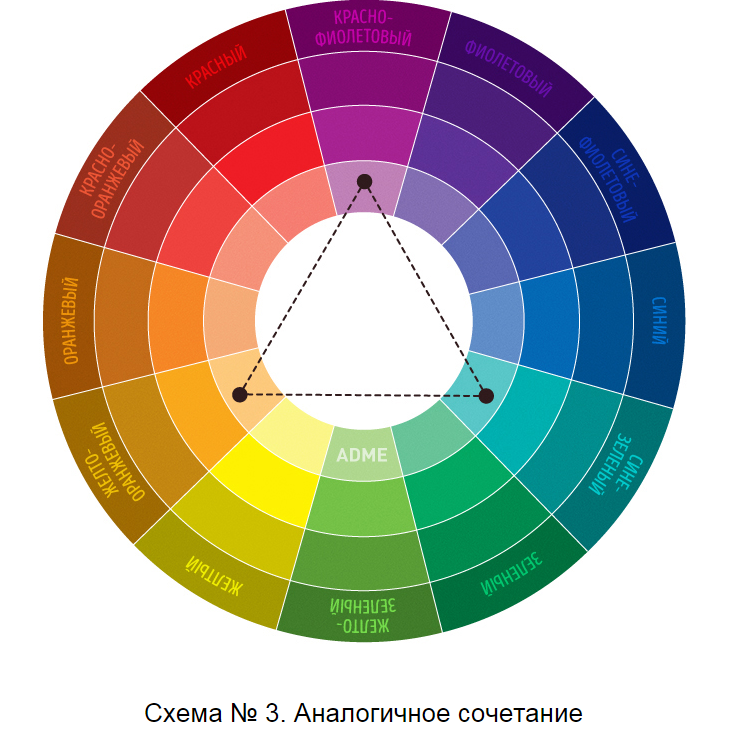 КРАСНО-
ФИОЛЕТОВЫЙ
ФИОЛЕТОВЫЙ
СИНЕ-
ФИОЛЕТОВЫЙ
СИНИЙ
СИНЕ-
ЗЕЛЕНЫЙ
ЗЕЛЕНЫЙ
ЖЕЛТО-
ЗЕЛЕНЫЙ
ЖЕЛТЫЙ
ЖЕЛТО-
ОРАНЖЕВЫЙ
ОРАНЖЕВЫЙ
КРАСНО-
ОРАНЖЕВЫЙ
КРАСНЫЙ
ADME
Схема № 3. Аналогичное сочетание